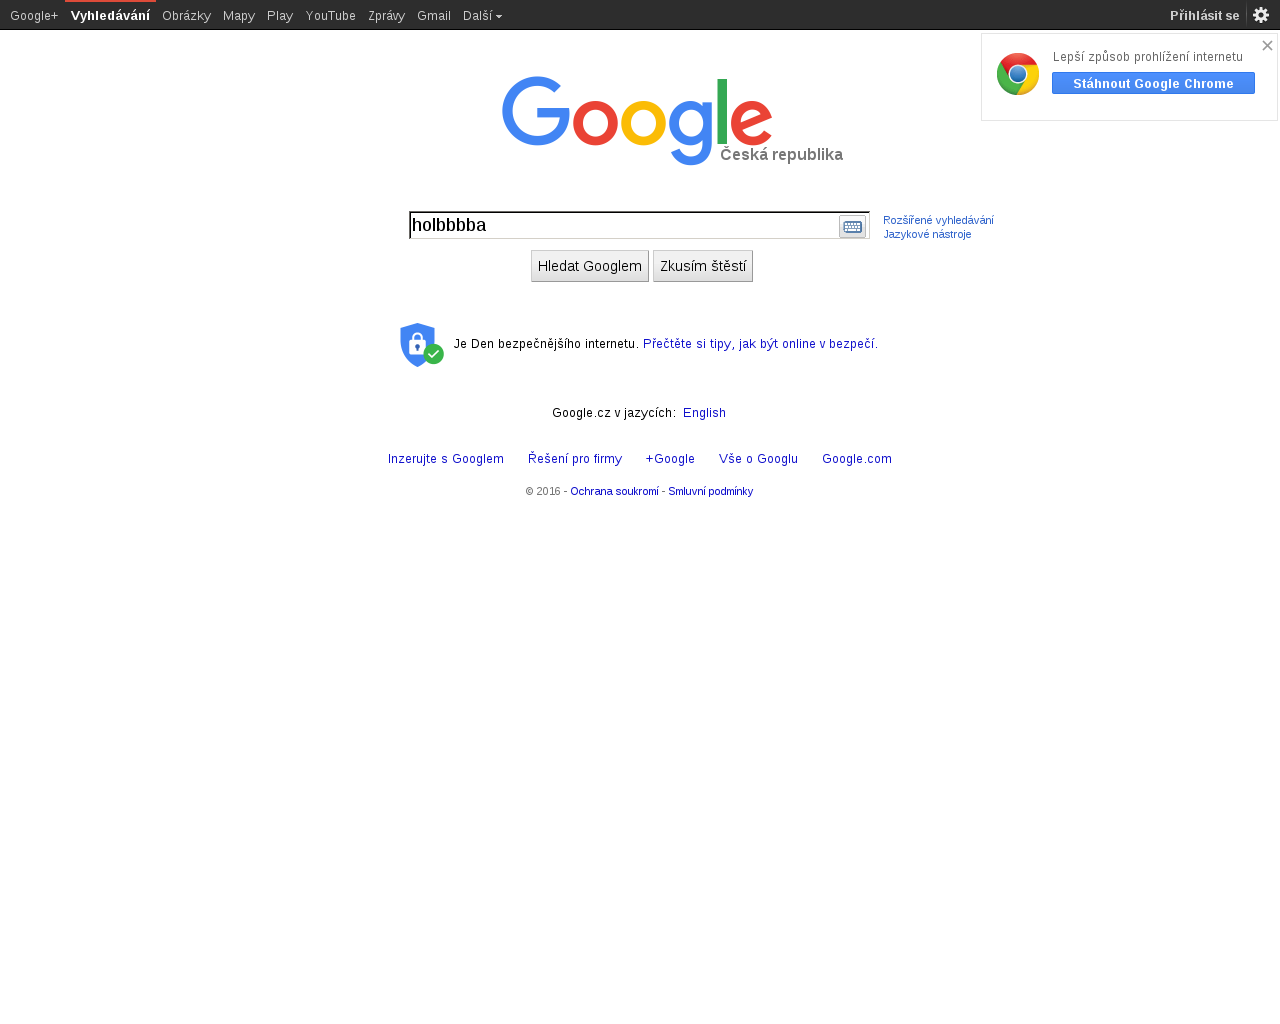 Google+ Vyhledávání Obrázky Mapy Play YouTube Zprávy Gmail Další Přihlásit se
Lepší způsob prohlížení internetu
Stáhnout Google Chrome
Google
Česká republika
holbbbba
Rozšířené vyhledávání
Jazykové nástroje
Hledat Googlem Zkusím štěstí
Je Den bezpečnějšího internetu. Přečtěte si tipy, jak být online v bezpečí.
Google.cz v jazycích: English
Inzerujte s Googlem Řešení pro firmy +Google Vše o Googlu Google.com
© 2016 - Ochrana soukromí - Smluvní podmínky